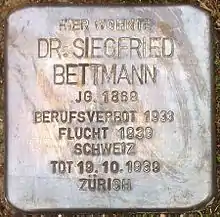 HIER WOHNTE
DR. SIEGFRIED
BETTMANN
JG. 1869
BERUFSVERBOT 1933
FLUCHT 1939
SCHWEIZ
TOT 19.10.1939
ZÜRICH